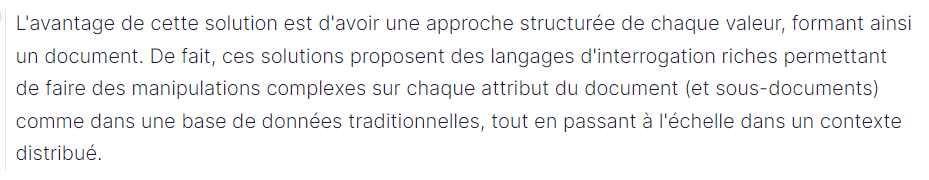 L'avantage de cette solution est d'avoir une approche structurée de chaque valeur, formant ainsi
un document. De fait, ces solutions proposent des langages d'interrogation riches permettant
de faire des manipulations complexes sur chaque attribut du document (et sous-documents)
comme dans une base de données traditionnelles, tout en passant à l'échelle dans un contexte
distribué.